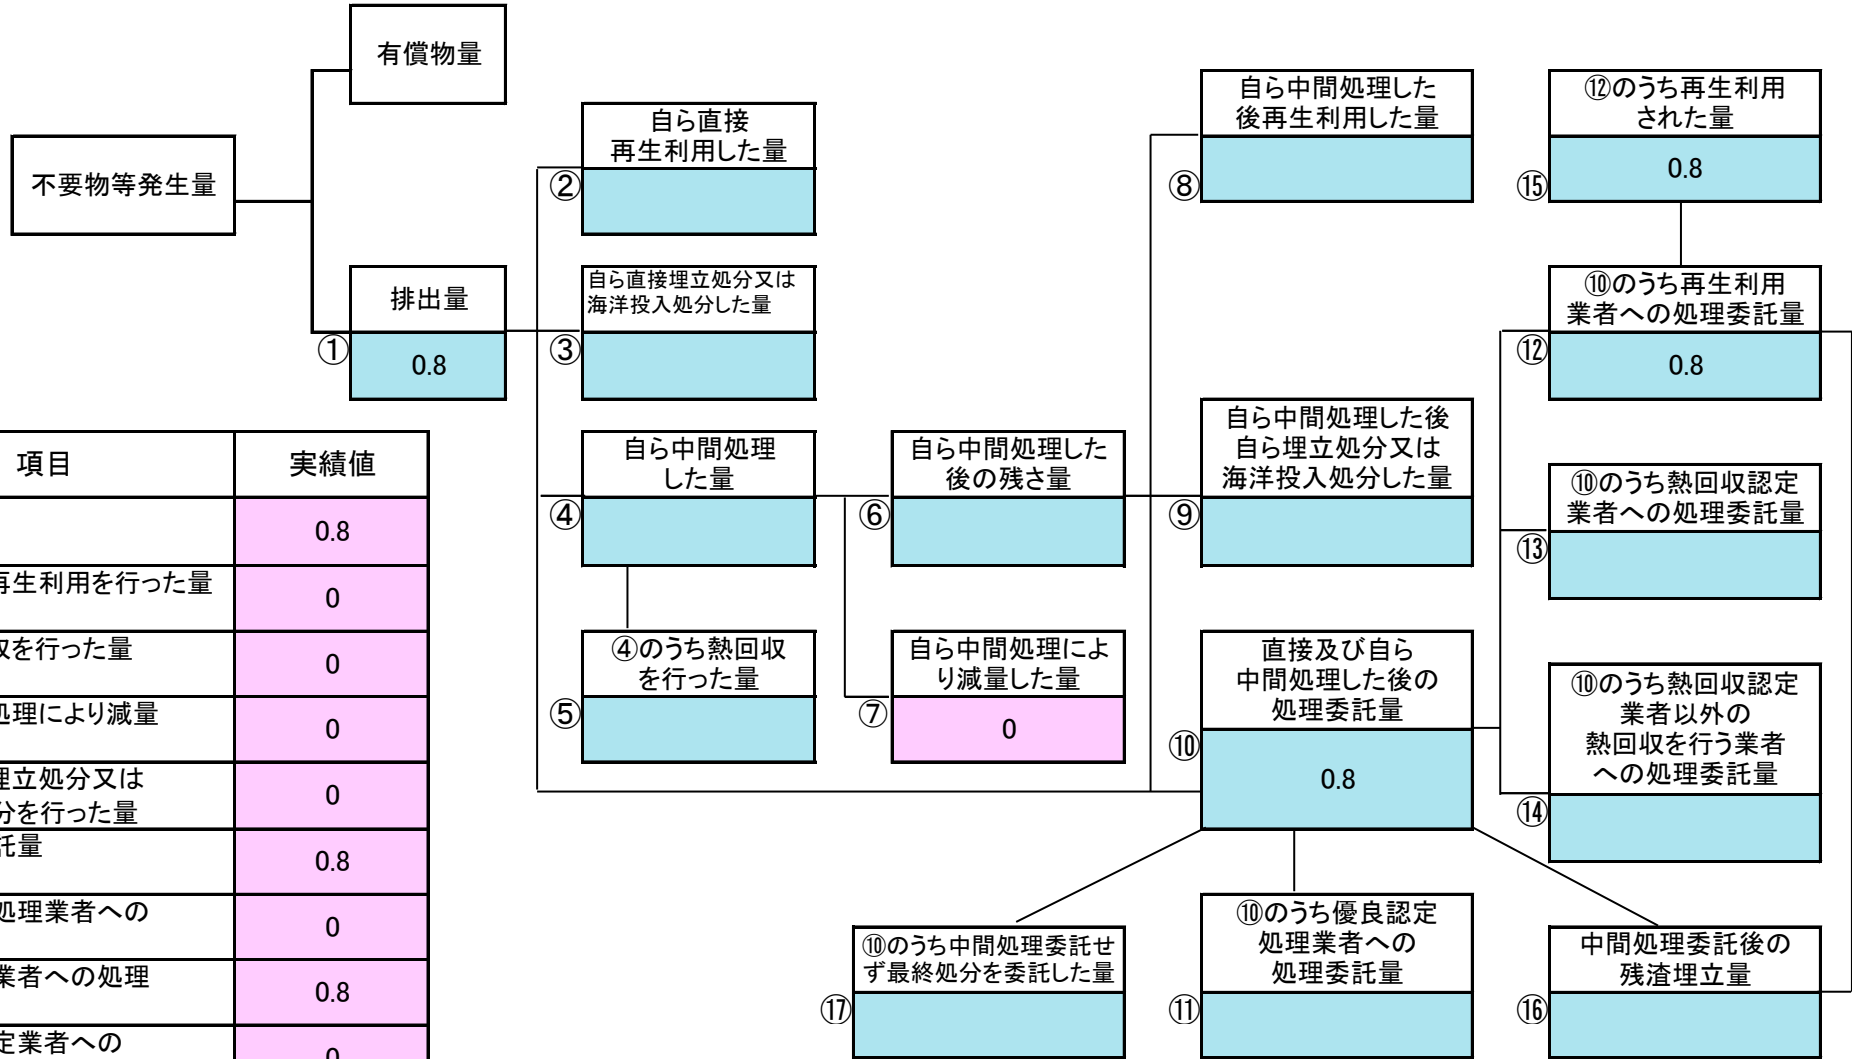 有償物量
不要物等発生量
排出量
①
0.8
自ら直接
再生利用した量
②
自ら直接埋立処分又は
海洋投入処分した量
③
自ら中間処理
した量
④
④のうち熱回収
を行った量
⑤
自ら中間処理した
後の残さ量
⑥
自ら中間処理によ
り減量した量
⑦
0
自ら中間処理した
後再生利用した量
⑧
自ら中間処理した後
自ら埋立処分又は
海洋投入処分した量
⑨
直接及び自ら
中間処理した後の
処理委託量
⑩
0.8
⑫のうち再生利用
された量
⑮
0.8
⑩のうち再生利用
業者への処理委託量
⑫
0.8
⑩のうち熱回収認定
業者への処理委託量
⑬
⑩のうち熱回収認定
業者以外の
熱回収を行う業者
への処理委託量
⑭
⑩のうち中間処理委託せ
ず最終処分を委託した量
⑰
⑩のうち優良認定
処理業者への
処理委託量
⑪
中間処理委託後の
残渣埋立量
⑯
項目 実績値
0.8
再生利用を行った量 0
を行った量 0
処理により減量 0
埋立処分又は
を行った量 0
託量 0.8
処理業者への 0
業者への処理 0.8
定業者への 0